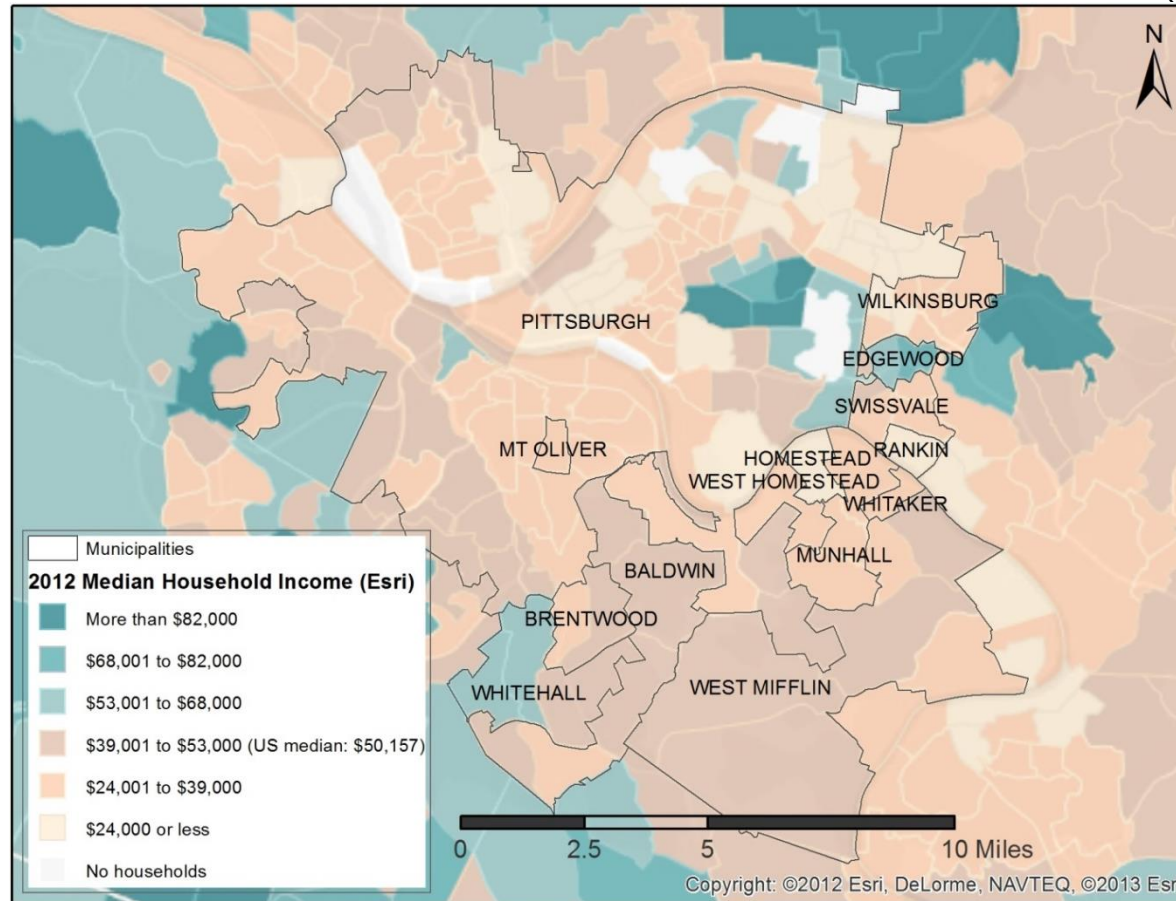 (
N
WILKINSBURG
PITTSBURGH
EDGEWOOD
SWISSVALE
MT OLIVER
HOMESTEAD
RANKIN
WEST HOMESTEAD
WHITAKER
MUNHALL
BALDWIN
BRENTWOOD
WHITEHALL
WEST MIFFLIN
Municipalities
2012 Median Household Income (Esri)
More than $82,000
$68,001 to $82,000
$53,001 to $68,000
$39,001 to $53,000 (US median: $50,157)
$24,001 to $39,000
$24,000 or less
No households
0 2.5 5 10 Miles
Copyright: ©2012 Esri, DeLorme, NAVTEQ, ©2013 Esr